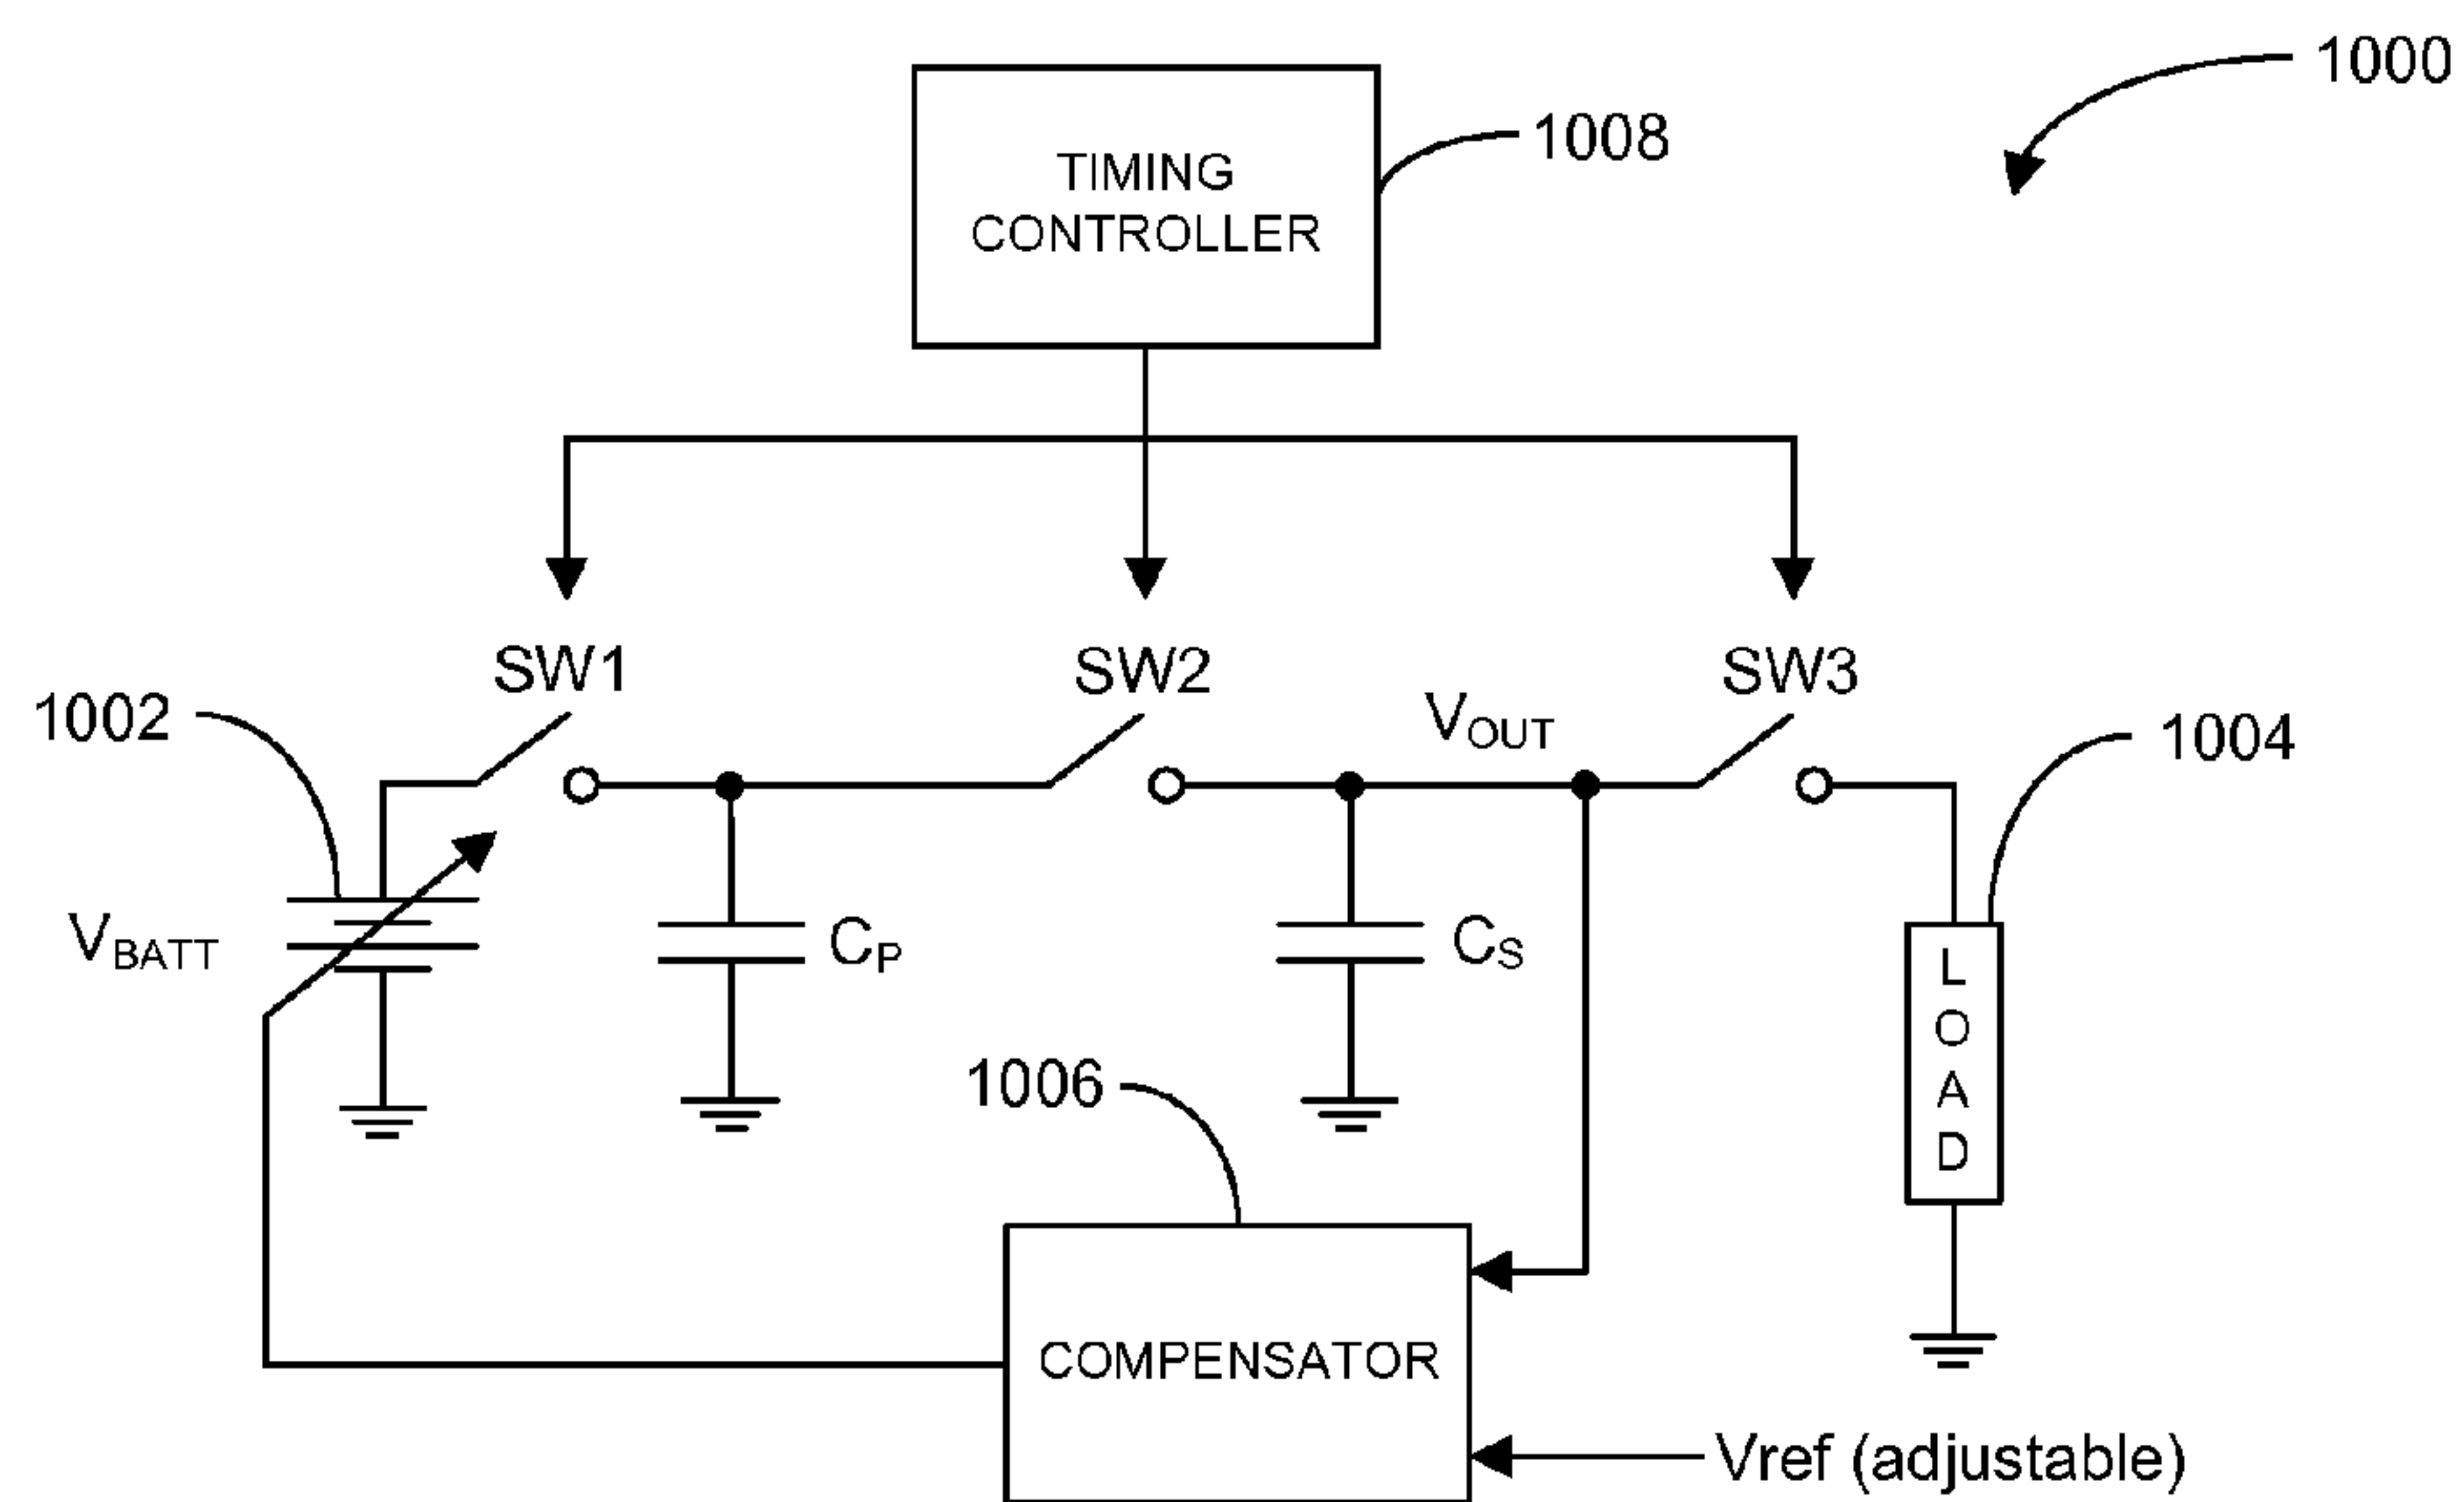 1000
1008
TIMING
CONTROLLER
SW1
SW2
SW3
1002
VOUT
1004
VBATT
CP
CS
L
O
A
D
1006
COMPENSATOR
Vref (adjustable)